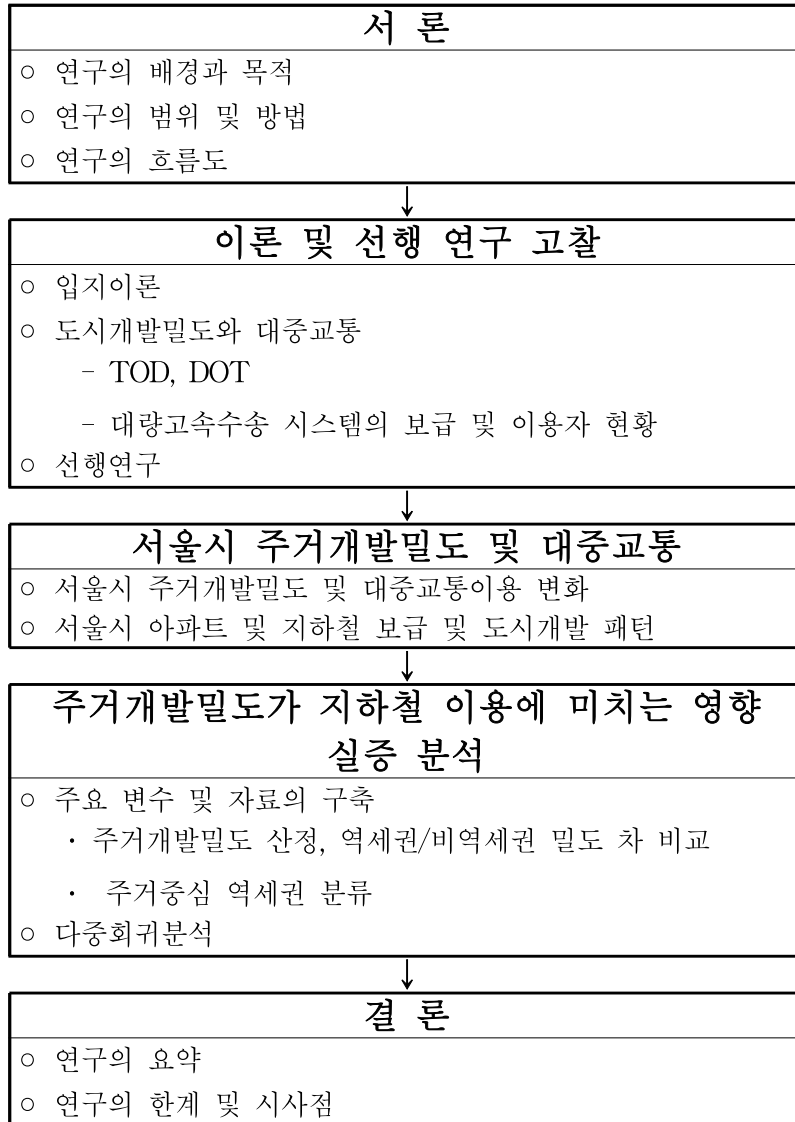 서 론
○ 연구의 배경과 목적
○ 연구의 범위 및 방법
○ 연구의 흐름도
이론 및 선행 연구 고찰
○ 입지이론
○ 도시개발밀도와 대중교통
- TOD, DOT
- 대량고속수송 시스템의 보급 및 이용자 현황
○ 선행연구
서울시 주거개발밀도 및 대중교통
○ 서울시 주거개발밀도 및 대중교통이용 변화
○ 서울시 아파트 및 지하철 보급 및 도시개발 패턴
주거개발밀도가 지하철 이용에 미치는 영향
실증 분석
○ 주요 변수 및 자료의 구축
· 주거개발밀도 산정, 역세권/비역세권 밀도 차 비교
· 주거중심 역세권 분류
○ 다중회귀분석
결 론
○ 연구의 요약
○ 연구의 한계 및 시사점